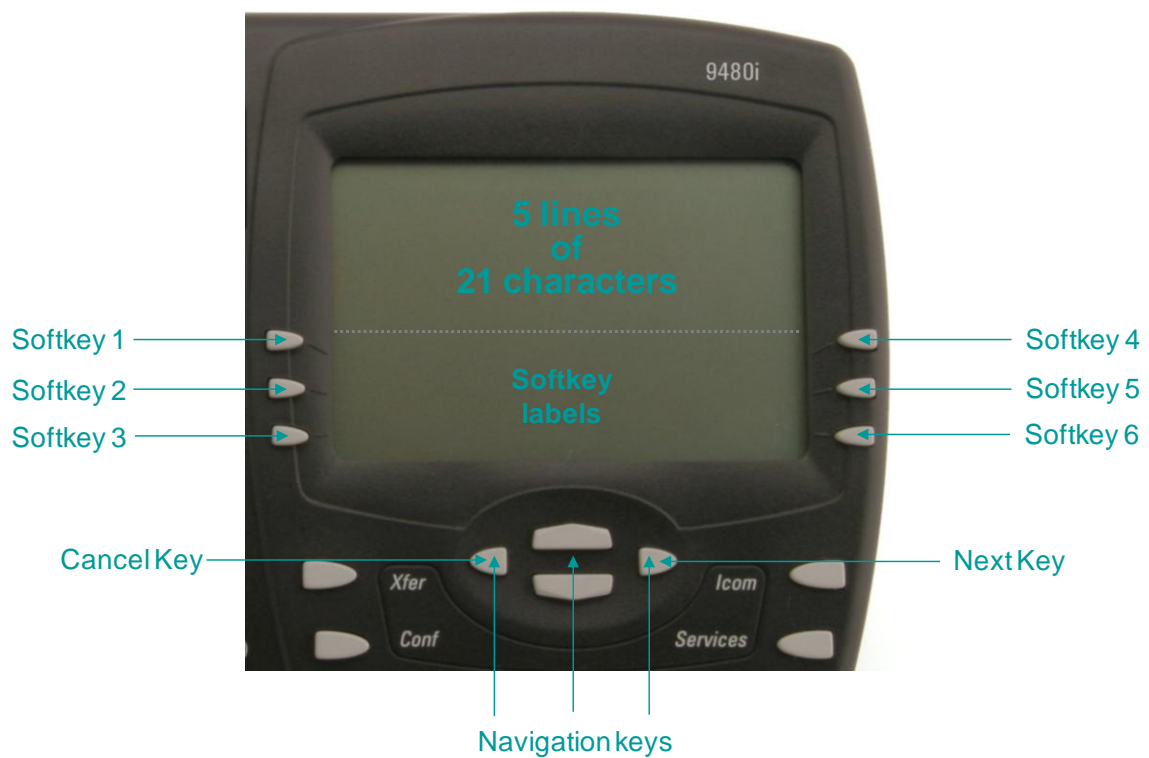 9480i
5 lines
of
21 characters
Softkey 1
Softkey 4
Softkey 2
Softkey
labels
Softkey 5
Softkey 3
Softkey 6
Cancel Key
Next Key
Xfer
Icom
Conf
Services
Navigation keys